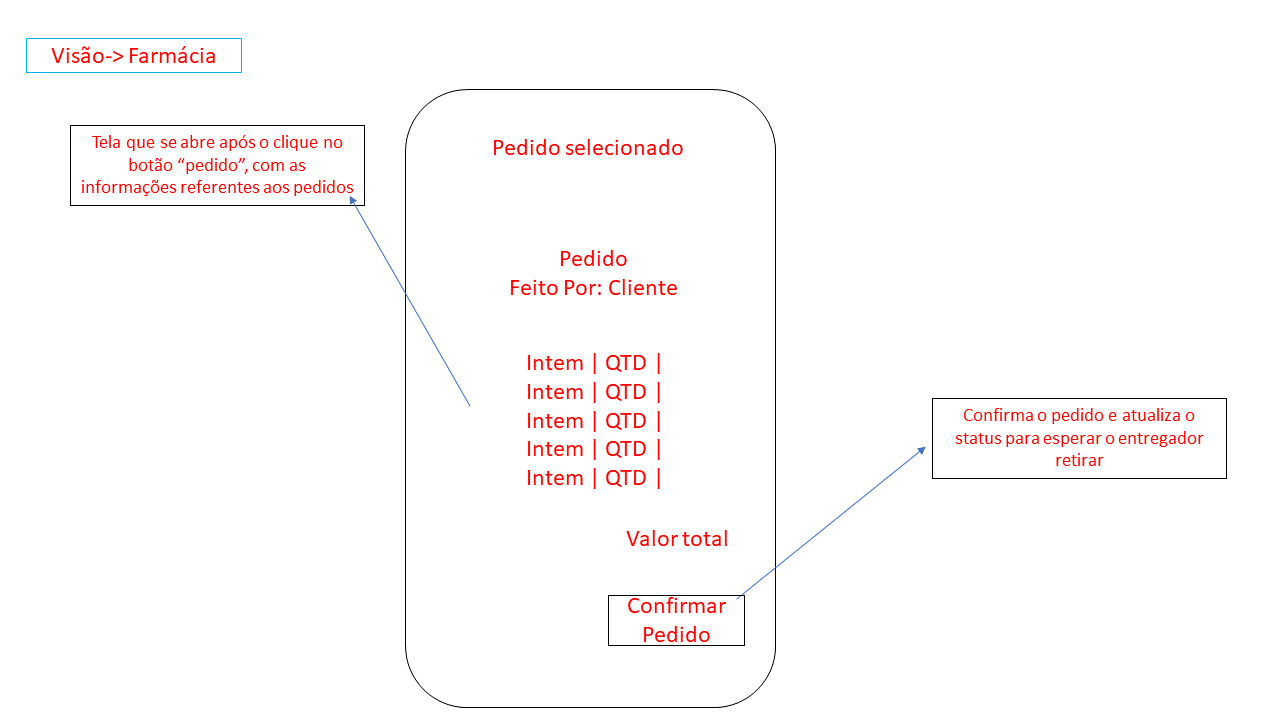 Visão-> Farmácia
Tela que se abre após o clique no
botão “pedido”, com as
informações referentes aos pedidos
Pedido selecionado
Pedido
Feito Por: Cliente
Intem | QTD |
Intem | QTD |
Intem | QTD |
Intem | QTD |
Intem | QTD |
Valor total
Confirmar
Pedido
Confirma o pedido e atualiza o
status para esperar o entregador
retirar